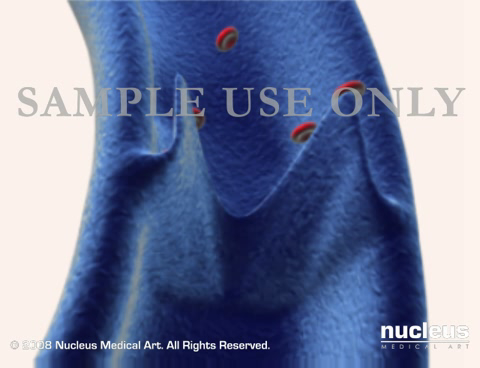 SAMPLE USE ONLY
© 2008 Nucleus Medical Art. All Rights Reserved.
nucleus
MEDICAL ART